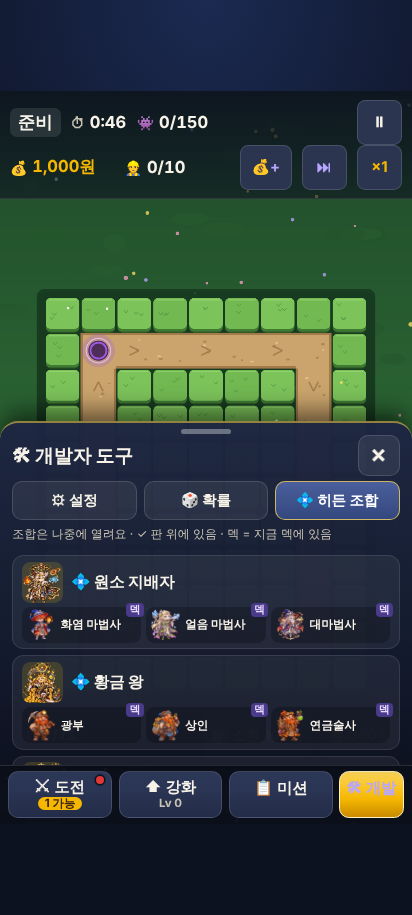 준비 0:46 0/150
1,000원 0/10 + ×1
개발자 도구 ×
설정 확률 히든 조합
조합은 나중에 열려요 · ✓ 판 위에 있음 · 덱 = 지금 덱에 있음
원소 지배자
화염 마법사 덱 얼음 마법사 덱 대마법사 덱
황금 왕
광부 덱 상인 덱 연금술사 덱
도전 강화 미션 개발
1 가능 Lv 0